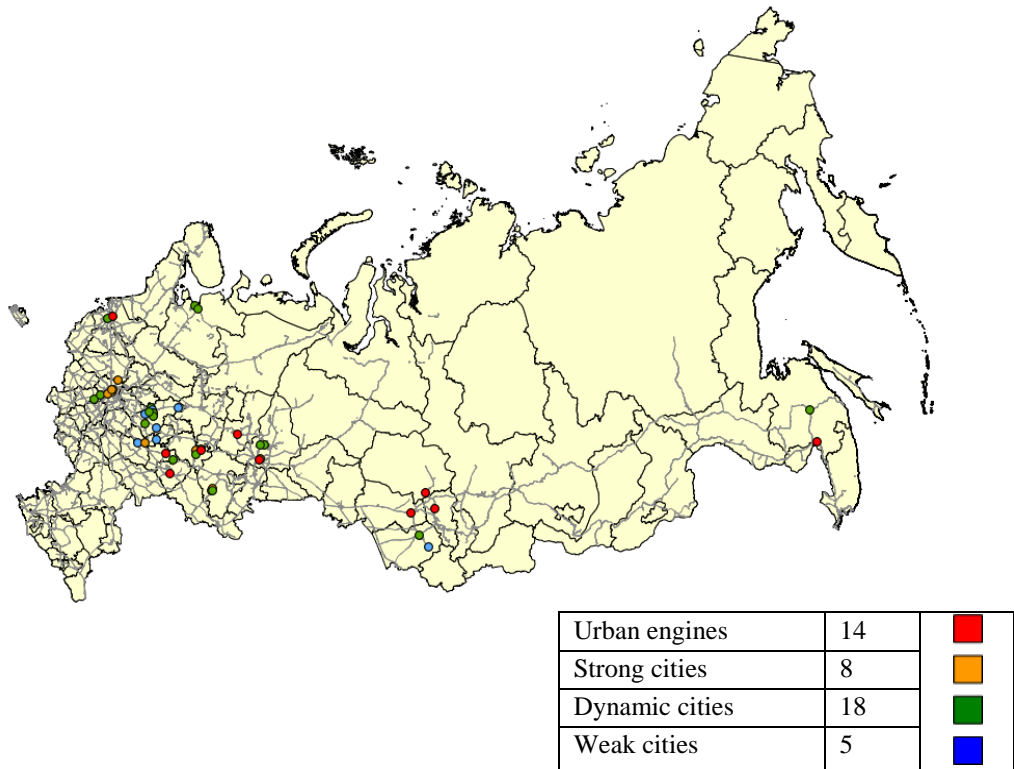 Urban engines 14
Strong cities 8
Dynamic cities 18
Weak cities 5